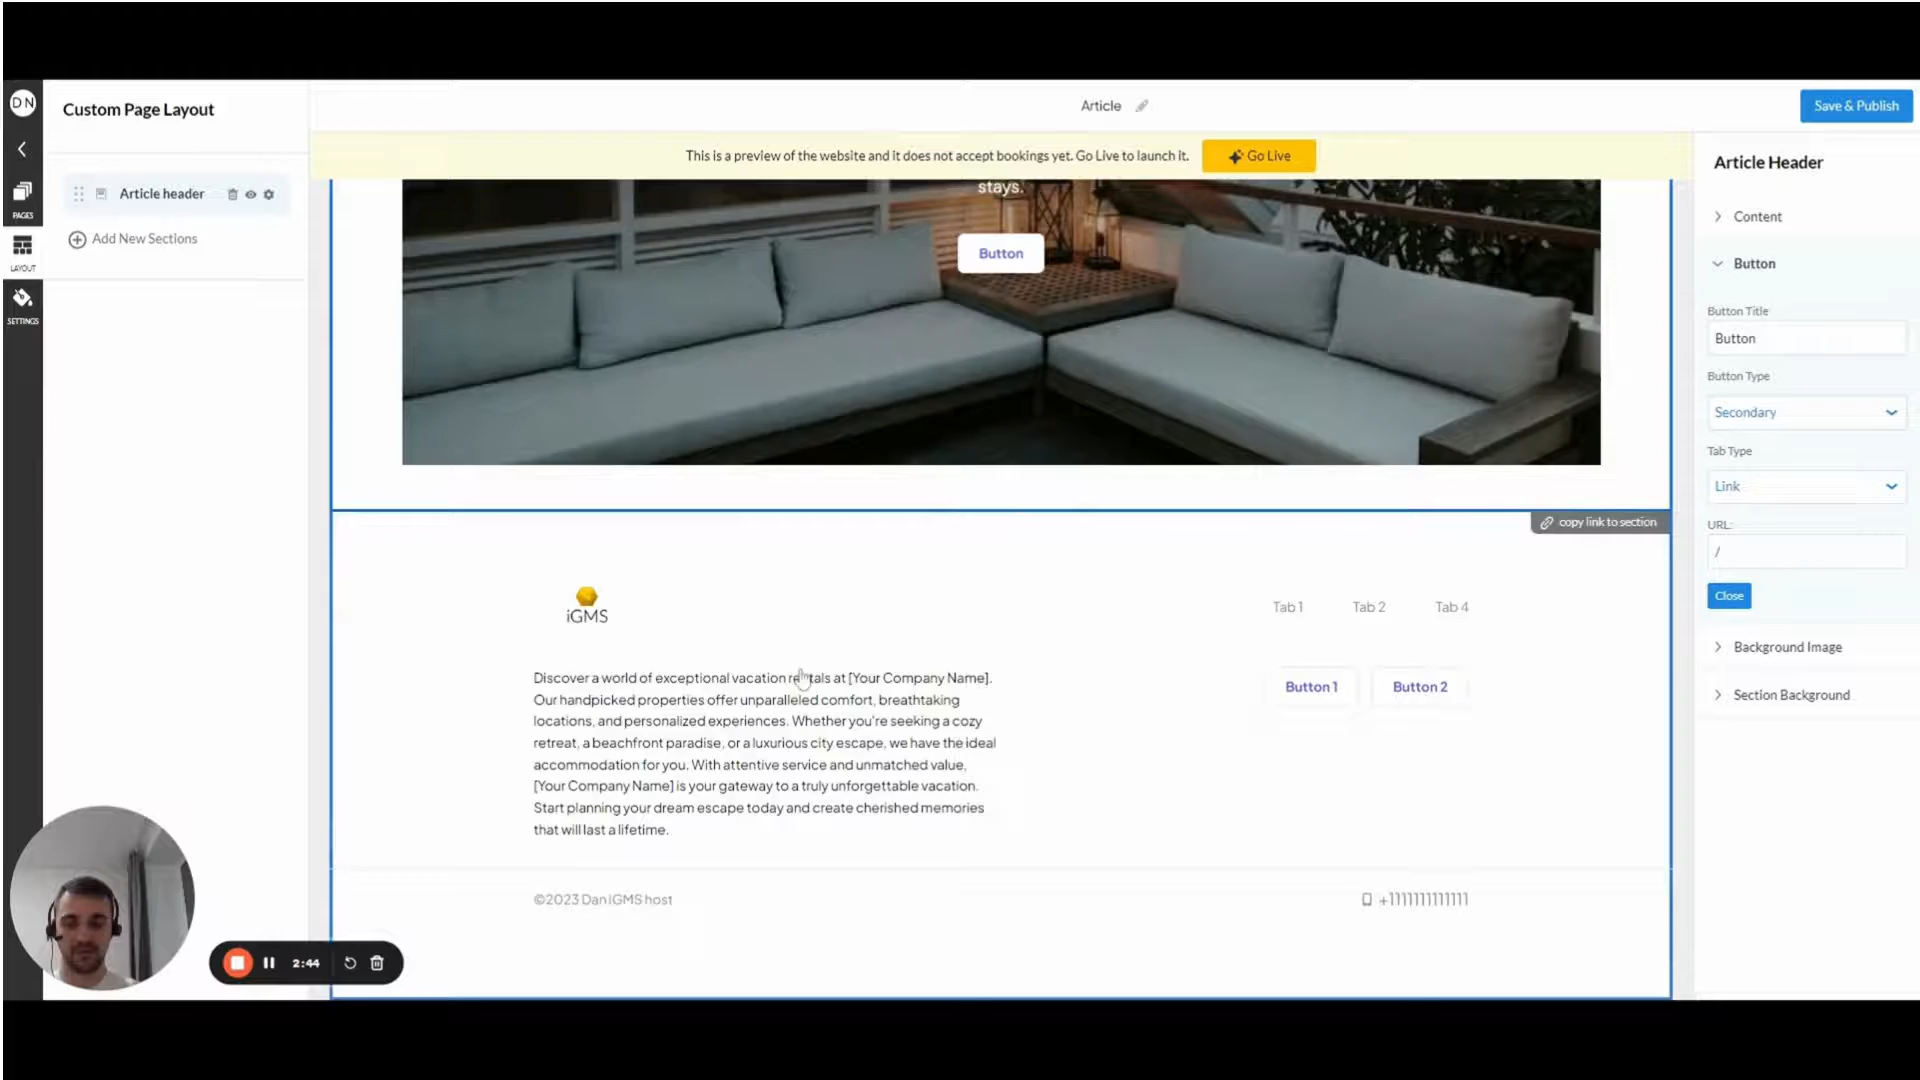 DN
Custom Page Layout
Article
Save & Publish
This is a preview of the website and it does not accept bookings yet. Go Live to launch it.
Go Live
PAGES
LAYOUT
SETTINGS
Article header
Add New Sections
stays.
Button
Article Header
Content
Button
Button Title
Button
Button Type
Secondary
Tab Type
Link
URL:
/
Close
Background Image
Section Background
copy link to section
iGMS
Tab 1
Tab 2
Tab 4
Button 1
Button 2
Discover a world of exceptional vacation rentals at [Your Company Name].
Our handpicked properties offer unparalleled comfort, breathtaking
locations, and personalized experiences. Whether you're seeking a cozy
retreat, a beachfront paradise, or a luxurious city escape, we have the ideal
accommodation for you. With attentive service and unmatched value,
[Your Company Name] is your gateway to a truly unforgettable vacation.
Start planning your dream escape today and create cherished memories
that will last a lifetime.
©2023 Dan iGMS host
+1111111111111
2:44